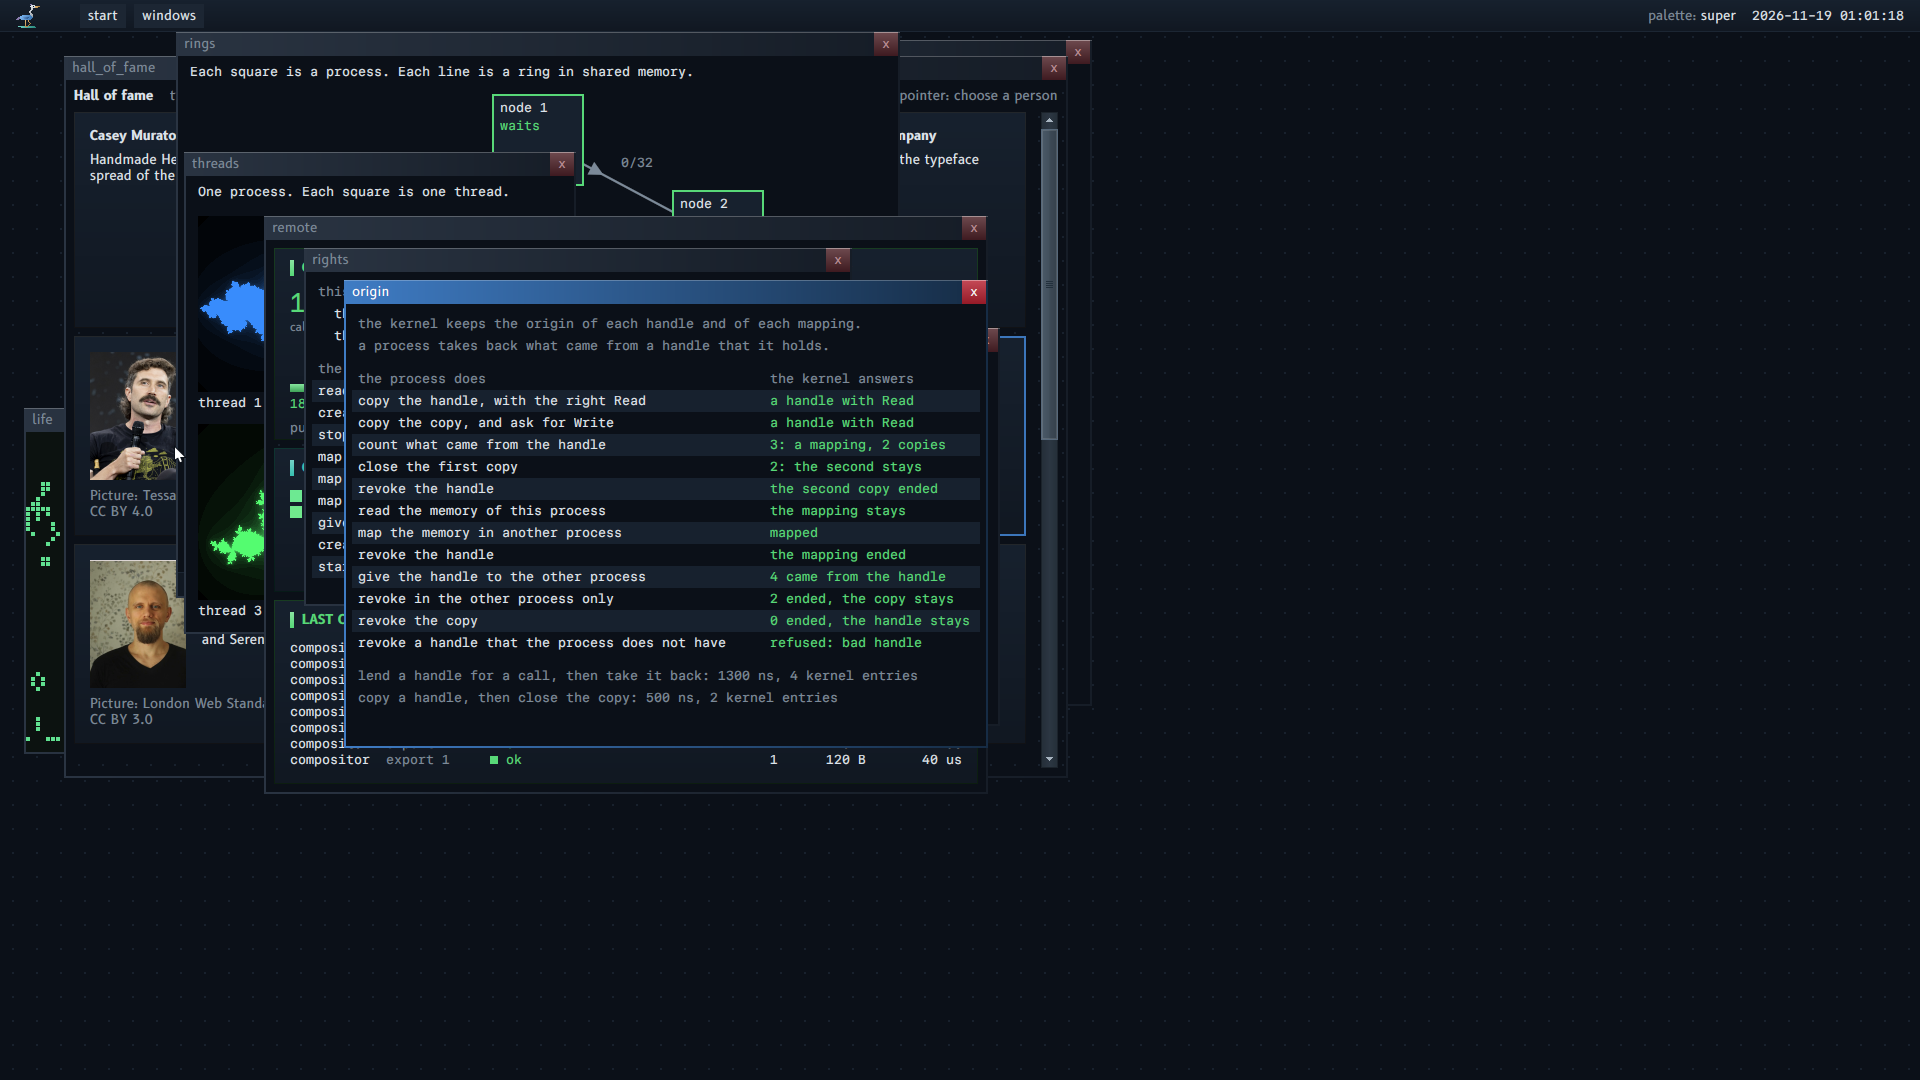 start windows palette: super 2026-11-19 01:01:18
rings x
x
hall_of_fame x
Each square is a process. Each line is a ring in shared memory.
Hall of fame pointer: choose a person
node 1
waits
Casey
Handmade
spread of the
the typeface
threads x
0/32
One process. Each square is one thread.
node 2
remote x
rights x
origin x
the kernel keeps the origin of each handle and of each mapping.
a process takes back what came from a handle that it holds.
the process does the kernel answers
copy the handle, with the right Read a handle with Read
copy the copy, and ask for Write a handle with Read
count what came from the handle 3: a mapping, 2 copies
close the first copy 2: the second stays
revoke the handle the second copy ended
read the memory of this process the mapping stays
map the memory in another process mapped
revoke the handle the mapping ended
give the handle to the other process 4 came from the handle
revoke in the other process only 2 ended, the copy stays
revoke the copy 0 ended, the handle stays
revoke a handle that the process does not have refused: bad handle
lend a handle for a call, then take it back: 1300 ns, 4 kernel entries
copy a handle, then close the copy: 500 ns, 2 kernel entries
the
map
map
map
thread 1
life
Picture: Tessa
CC BY 4.0
thread 3
and
LAST
Picture: London Web
CC BY 3.0
compositor export 1 ok 1 120 B 40 us